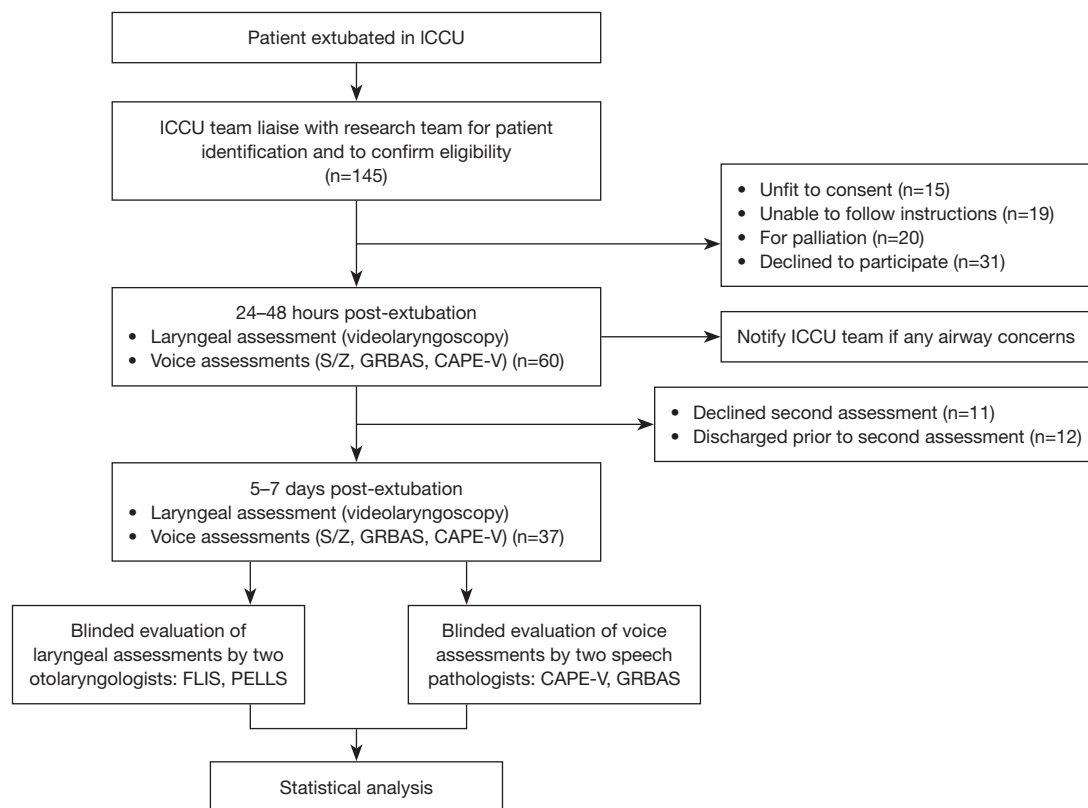 Patient extubated in ICCU
ICCU team liaise with research team for patient
identification and to confirm eligibility
(n=145)
• Unfit to consent (n=15)
• Unable to follow instructions (n=19)
• For palliation (n=20)
• Declined to participate (n=31)
24–48 hours post-extubation
• Laryngeal assessment (videolaryngoscopy)
• Voice assessments (S/Z, GRBAS, CAPE-V) (n=60)
Notify ICCU team if any airway concerns
• Declined second assessment (n=11)
• Discharged prior to second assessment (n=12)
5–7 days post-extubation
• Laryngeal assessment (videolaryngoscopy)
• Voice assessments (S/Z, GRBAS, CAPE-V) (n=37)
Blinded evaluation of
laryngeal assessments by two
otolaryngologists: FLIS, PELLS
Blinded evaluation of voice
assessments by two speech
pathologists: CAPE-V, GRBAS
Statistical analysis